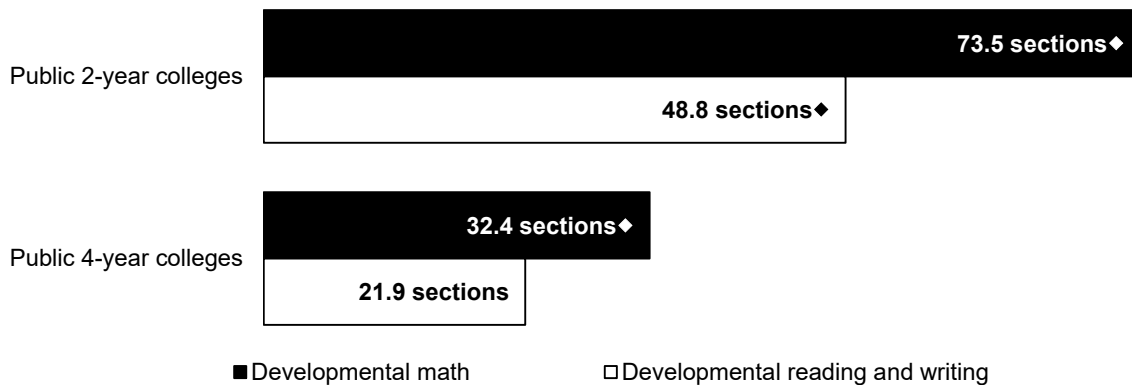 73.5 sections◆
Public 2-year colleges
48.8 sections◆
32.4 sections◆
Public 4-year colleges
21.9 sections
■Developmental math □Developmental reading and writing